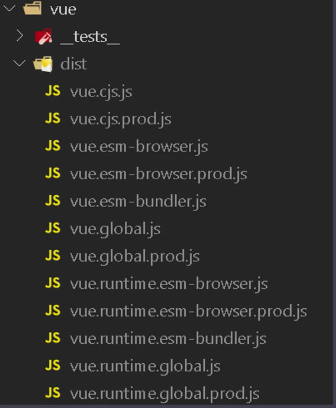 vue
__tests__
dist
JS vue.cjs.js
JS vue.cjs.prod.js
JS vue.esm-browser.js
JS vue.esm-browser.prod.js
JS vue.esm-bundler.js
JS vue.global.js
JS vue.global.prod.js
JS vue.runtime.esm-browser.js
JS vue.runtime.esm-browser.prod.js
JS vue.runtime.esm-bundler.js
JS vue.runtime.global.js
JS vue.runtime.global.prod.js